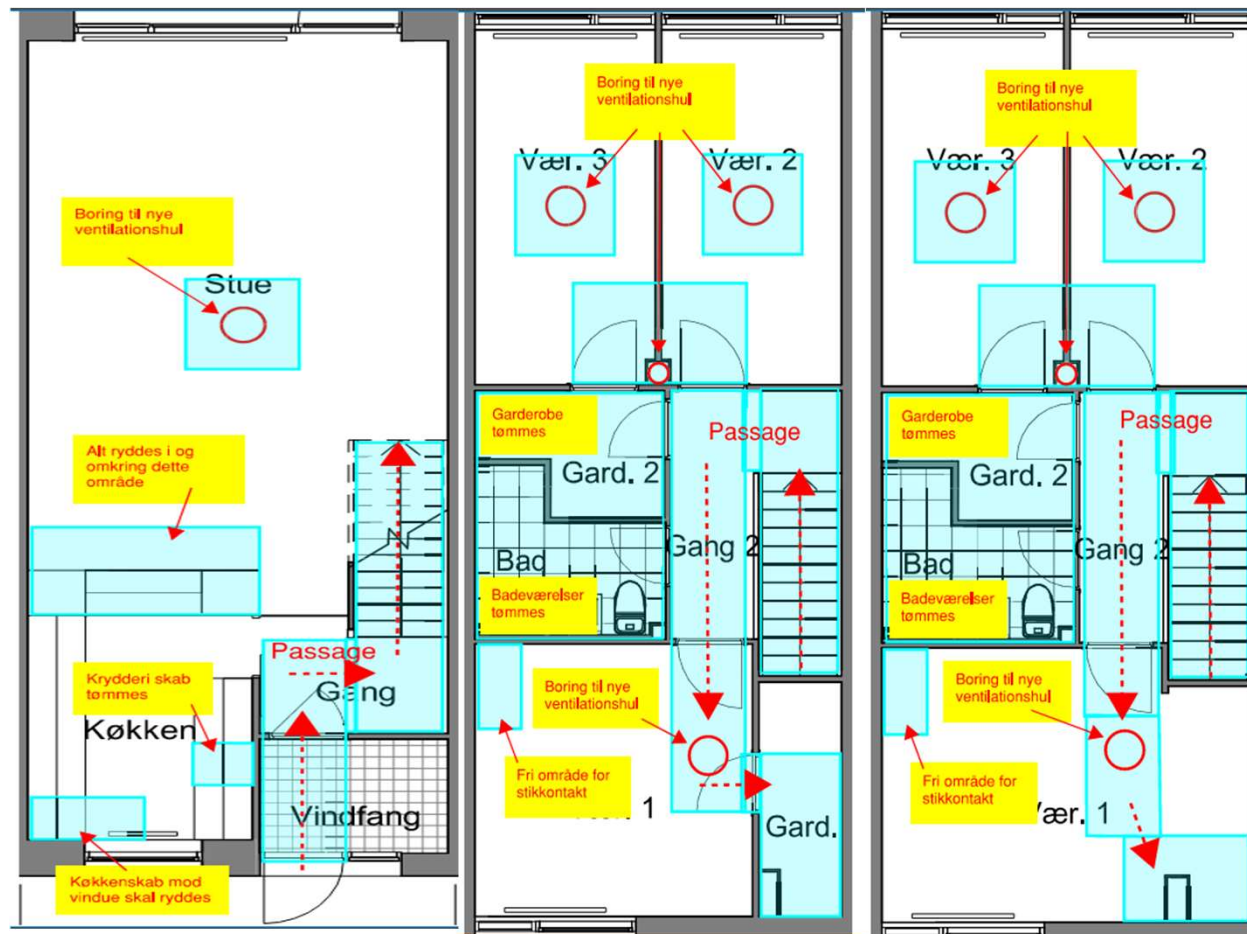 Boring til nye
ventilationshul
Stue
Alt ryddes i og
omkring dette
område
Passage
Gang
Krydderi skab
tømmes
Køkken
Vindfang
Køkkenskab mod
vindue skal ryddes
Boring til nye
ventilationshul
Vær. 3
Vær. 2
Garderobe
tømmes
Passage
Gard. 2
Gang 2
Bad
Badeværelser
tømmes
Boring til nye
ventilationshul
Fri område for
stikkontakt
1
Gard.
Boring til nye
ventilationshul
Vær. 3
Vær. 2
Garderobe
tømmes
Passage
Gard. 2
Gang 2
Bad
Badeværelser
tømmes
Boring til nye
ventilationshul
Fri område for
stikkontakt
Vær. 1